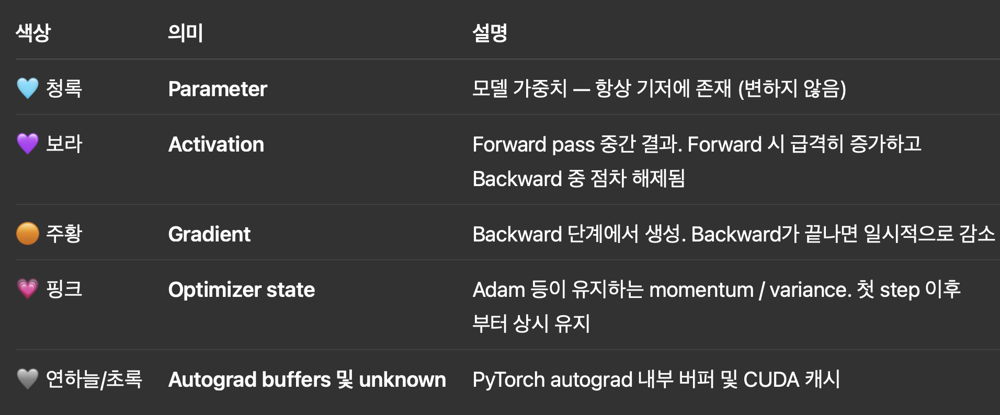 색상 의미 설명
🩵 청록 Parameter 모델 가중치 — 항상 기저에 존재 (변하지 않음)
💜 보라 Activation Forward pass 중간 결과. Forward 시 급격히 증가하고
Backward 중 점차 해제됨
🟠 주황 Gradient Backward 단계에서 생성. Backward가 끝나면 일시적으로 감소
💗 핑크 Optimizer state Adam 등이 유지하는 momentum / variance. 첫 step 이후
부터 상시 유지
🩶 연하늘/초록 Autograd buffers 및 unknown PyTorch autograd 내부 버퍼 및 CUDA 캐시